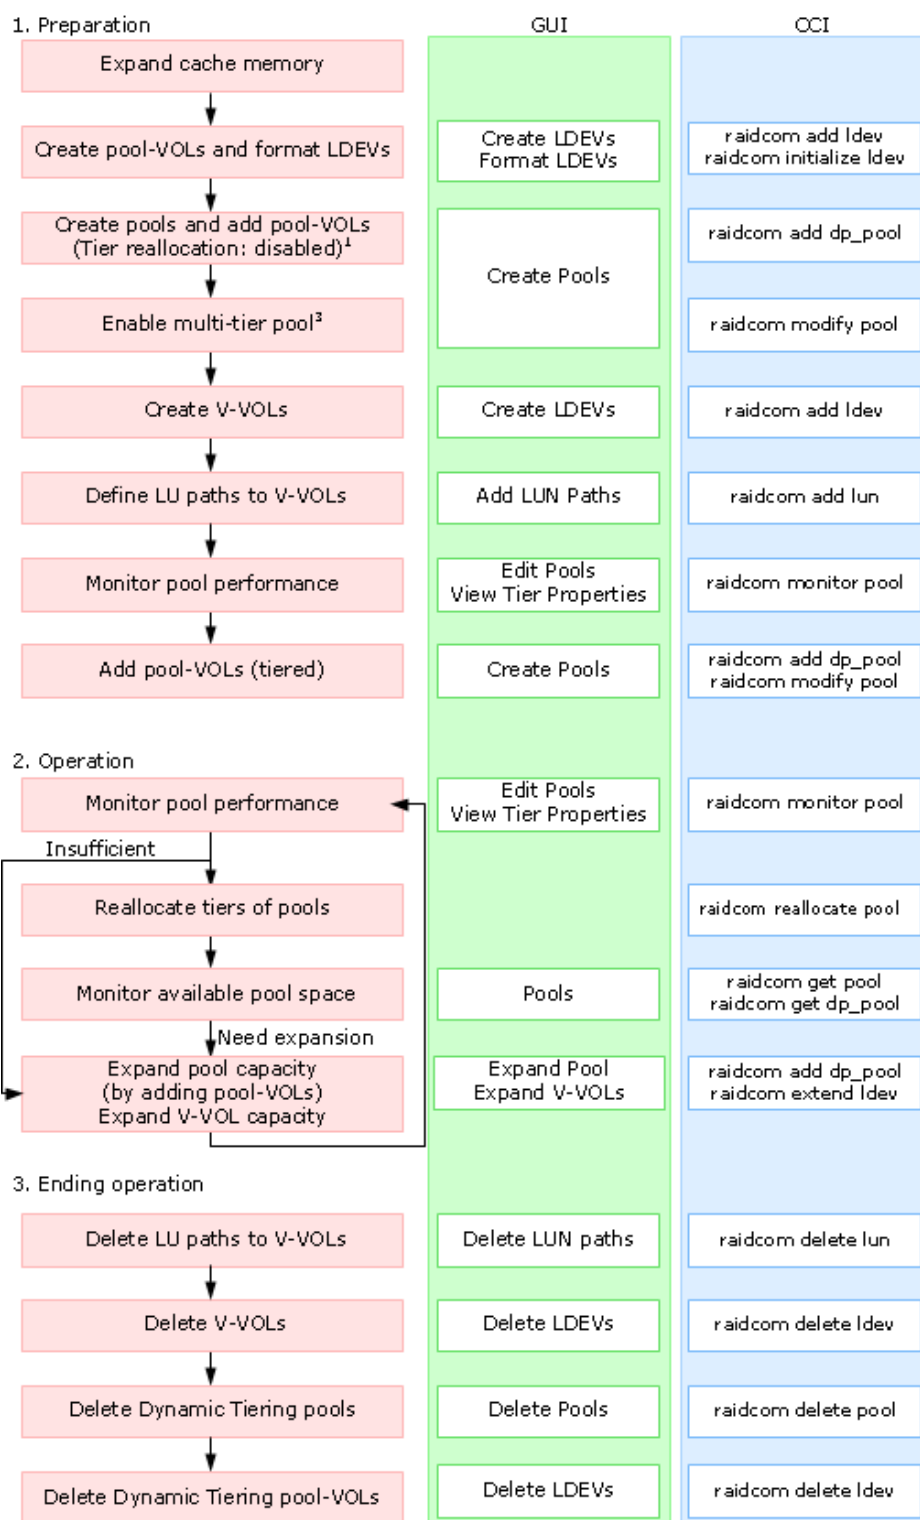 1. Preparation
GUI
CCI
Expand cache memory
Create pool-VOLs and format LDEVs
Create LDEVs
Format LDEVs
raidcom add ldev
raidcom initialize ldev
Create pools and add pool-VOLs
(Tier reallocation: disabled)¹
Create Pools
raidcom add dp_pool
Enable multi-tier pool³
raidcom modify pool
Create V-VOLs
Create LDEVs
raidcom add ldev
Define LU paths to V-VOLs
Add LUN Paths
raidcom add lun
Monitor pool performance
Edit Pools
View Tier Properties
raidcom monitor pool
Add pool-VOLs (tiered)
Create Pools
raidcom add dp_pool
raidcom modify pool
2. Operation
Monitor pool performance
Edit Pools
View Tier Properties
raidcom monitor pool
Insufficient
Reallocate tiers of pools
raidcom reallocate pool
Monitor available pool space
Pools
raidcom get pool
raidcom get dp_pool
Need expansion
Expand pool capacity
(by adding pool-VOLs)
Expand V-VOL capacity
Expand Pool
Expand V-VOLs
raidcom add dp_pool
raidcom extend ldev
3. Ending operation
Delete LU paths to V-VOLs
Delete LUN paths
raidcom delete lun
Delete V-VOLs
Delete LDEVs
raidcom delete ldev
Delete Dynamic Tiering pools
Delete Pools
raidcom delete pool
Delete Dynamic Tiering pool-VOLs
Delete LDEVs
raidcom delete ldev